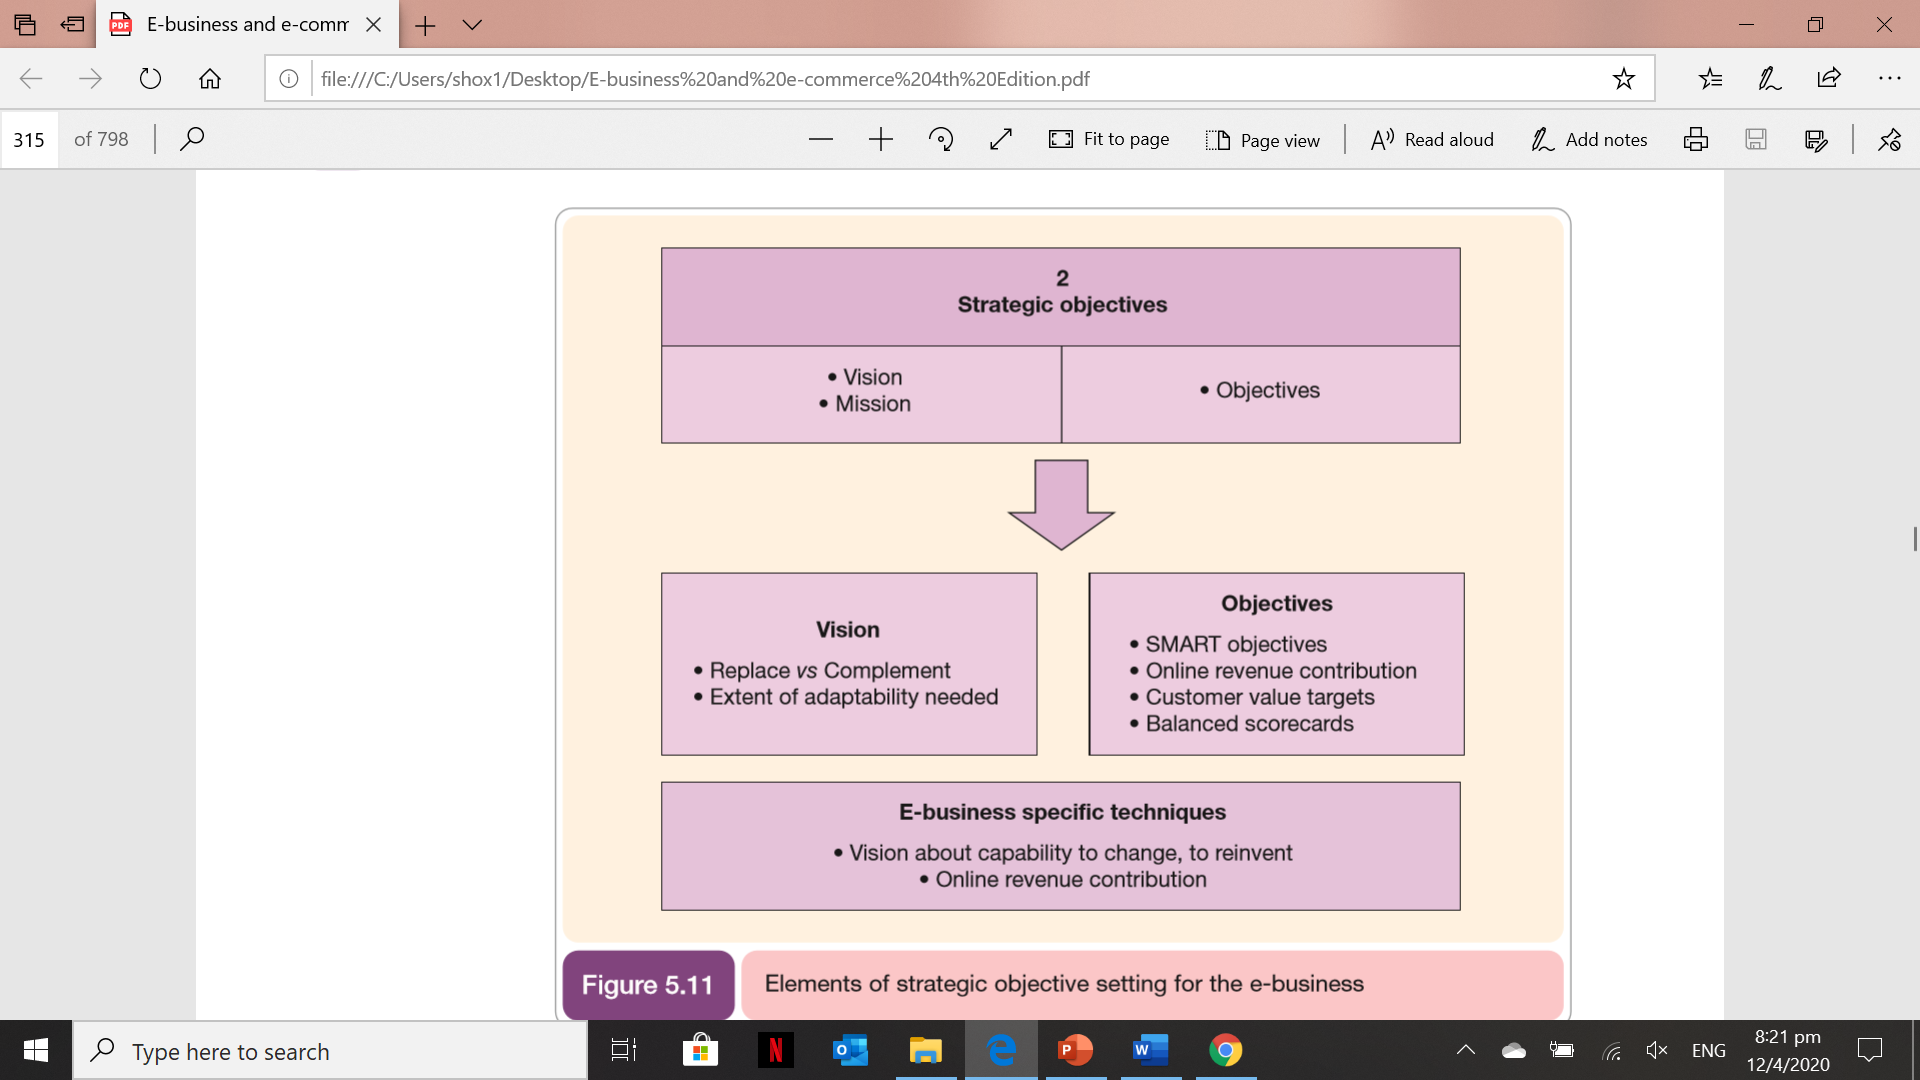 E-business and e-comm
file:///C:/Users/shox1/Desktop/E-business%20and%20e-commerce%204th%20Edition.pdf
315 of 798
Fit to page
Page view
Read aloud
Add notes
2
Strategic objectives
• Vision
• Mission
• Objectives
Vision
• Replace vs Complement
• Extent of adaptability needed
Objectives
• SMART objectives
• Online revenue contribution
• Customer value targets
• Balanced scorecards
E-business specific techniques
• Vision about capability to change, to reinvent
• Online revenue contribution
Figure 5.11
Elements of strategic objective setting for the e-business
Type here to search
ENG
8:21 pm
12/4/2020